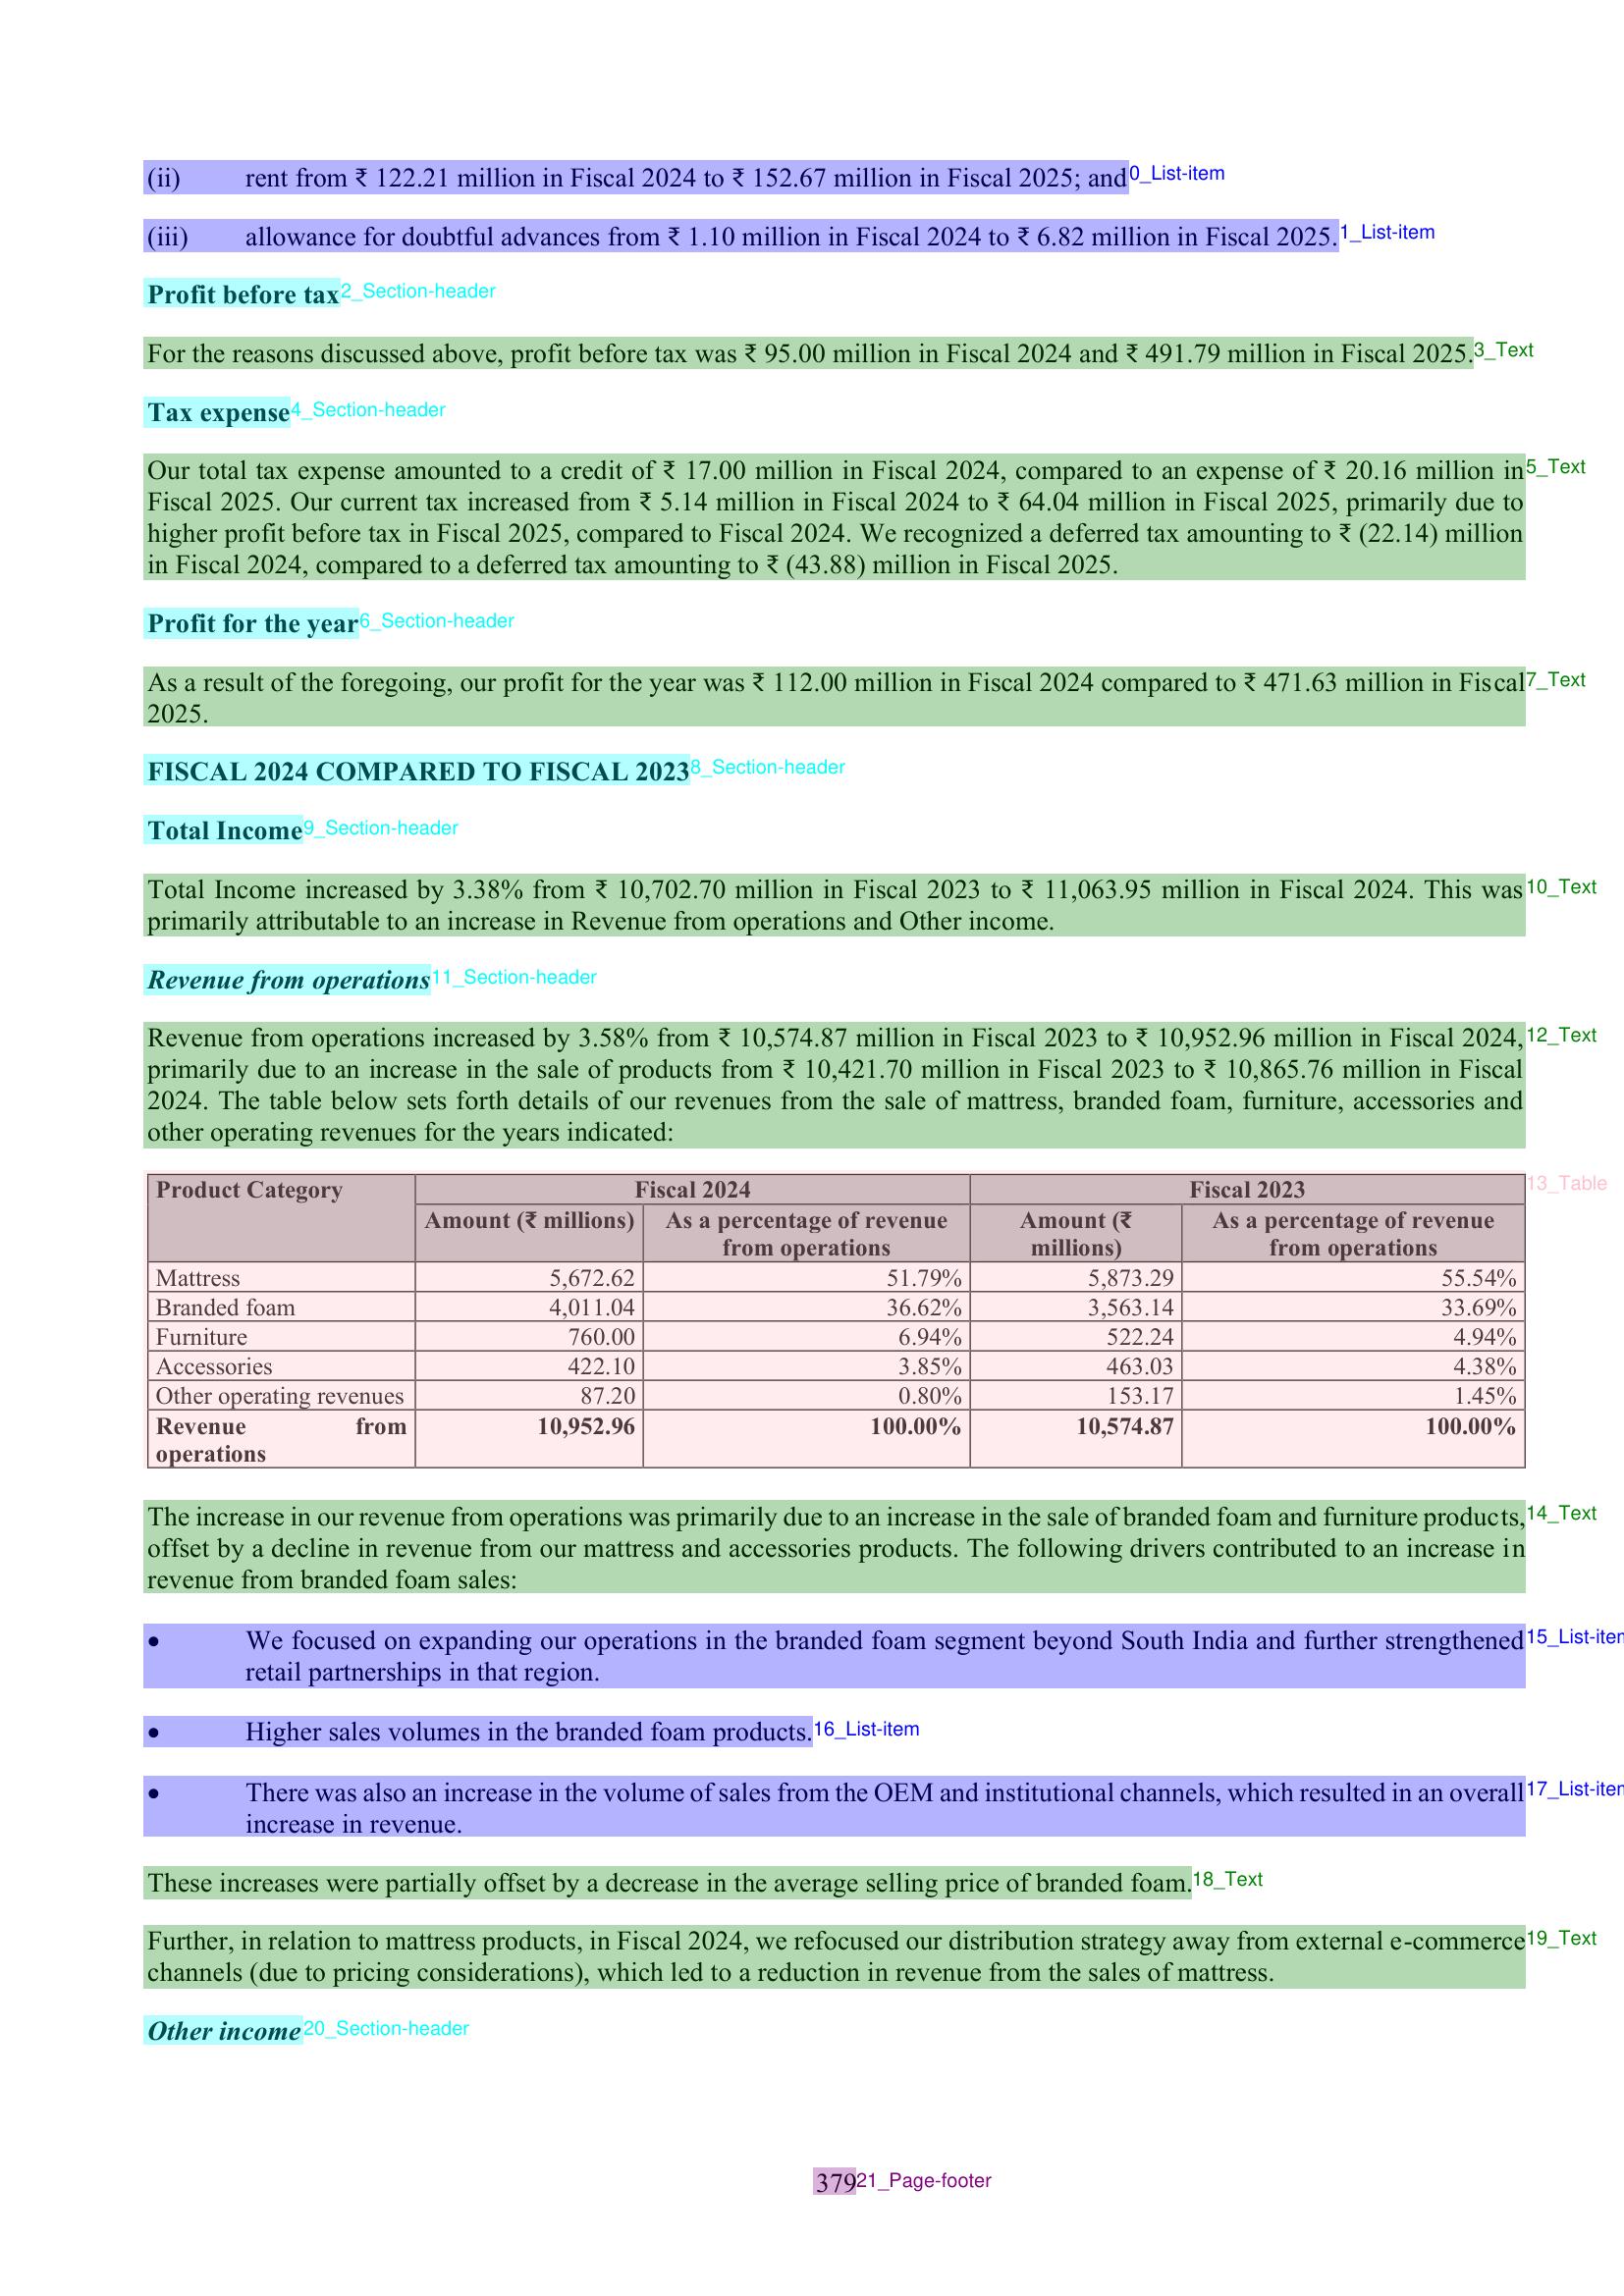 (ii) rent from ₹ 122.21 million in Fiscal 2024 to ₹ 152.67 million in Fiscal 2025; and 0_List-item
(iii) allowance for doubtful advances from ₹ 1.10 million in Fiscal 2024 to ₹ 6.82 million in Fiscal 2025. 1_List-item
Profit before tax 2_Section-header
For the reasons discussed above, profit before tax was ₹ 95.00 million in Fiscal 2024 and ₹ 491.79 million in Fiscal 2025. 3_Text
Tax expense 4_Section-header
Our total tax expense amounted to a credit of ₹ 17.00 million in Fiscal 2024, compared to an expense of ₹ 20.16 million in 5_Text
Fiscal 2025. Our current tax increased from ₹ 5.14 million in Fiscal 2024 to ₹ 64.04 million in Fiscal 2025, primarily due to
higher profit before tax in Fiscal 2025, compared to Fiscal 2024. We recognized a deferred tax amounting to ₹ (22.14) million
in Fiscal 2024, compared to a deferred tax amounting to ₹ (43.88) million in Fiscal 2025.
Profit for the year 6_Section-header
As a result of the foregoing, our profit for the year was ₹ 112.00 million in Fiscal 2024 compared to ₹ 471.63 million in Fiscal 7_Text
2025.
FISCAL 2024 COMPARED TO FISCAL 2023 8_Section-header
Total Income 9_Section-header
Total Income increased by 3.38% from ₹ 10,702.70 million in Fiscal 2023 to ₹ 11,063.95 million in Fiscal 2024. This was 10_Text
primarily attributable to an increase in Revenue from operations and Other income.
Revenue from operations 11_Section-header
Revenue from operations increased by 3.58% from ₹ 10,574.87 million in Fiscal 2023 to ₹ 10,952.96 million in Fiscal 2024, 12_Text
primarily due to an increase in the sale of products from ₹ 10,421.70 million in Fiscal 2023 to ₹ 10,865.76 million in Fiscal
2024. The table below sets forth details of our revenues from the sale of mattress, branded foam, furniture, accessories and
other operating revenues for the years indicated:
Product Category Fiscal 2024 Fiscal 2023 13_Table
Amount (₹ millions) As a percentage of revenue Amount (₹ As a percentage of revenue
from operations millions) from operations
Mattress 5,672.62 51.79% 5,873.29 55.54%
Branded foam 4,011.04 36.62% 3,563.14 33.69%
Furniture 760.00 6.94% 522.24 4.94%
Accessories 422.10 3.85% 463.03 4.38%
Other operating revenues 87.20 0.80% 153.17 1.45%
Revenue from 10,952.96 100.00% 10,574.87 100.00%
operations
The increase in our revenue from operations was primarily due to an increase in the sale of branded foam and furniture products, 14_Text
offset by a decline in revenue from our mattress and accessories products. The following drivers contributed to an increase in
revenue from branded foam sales:
• We focused on expanding our operations in the branded foam segment beyond South India and further strengthened 15_List-iter
retail partnerships in that region.
• Higher sales volumes in the branded foam products. 16_List-item
• There was also an increase in the volume of sales from the OEM and institutional channels, which resulted in an overall 17_List-iter
increase in revenue.
These increases were partially offset by a decrease in the average selling price of branded foam. 18_Text
Further, in relation to mattress products, in Fiscal 2024, we refocused our distribution strategy away from external e-commerce 19_Text
channels (due to pricing considerations), which led to a reduction in revenue from the sales of mattress.
Other income 20_Section-header
379 21_Page-footer